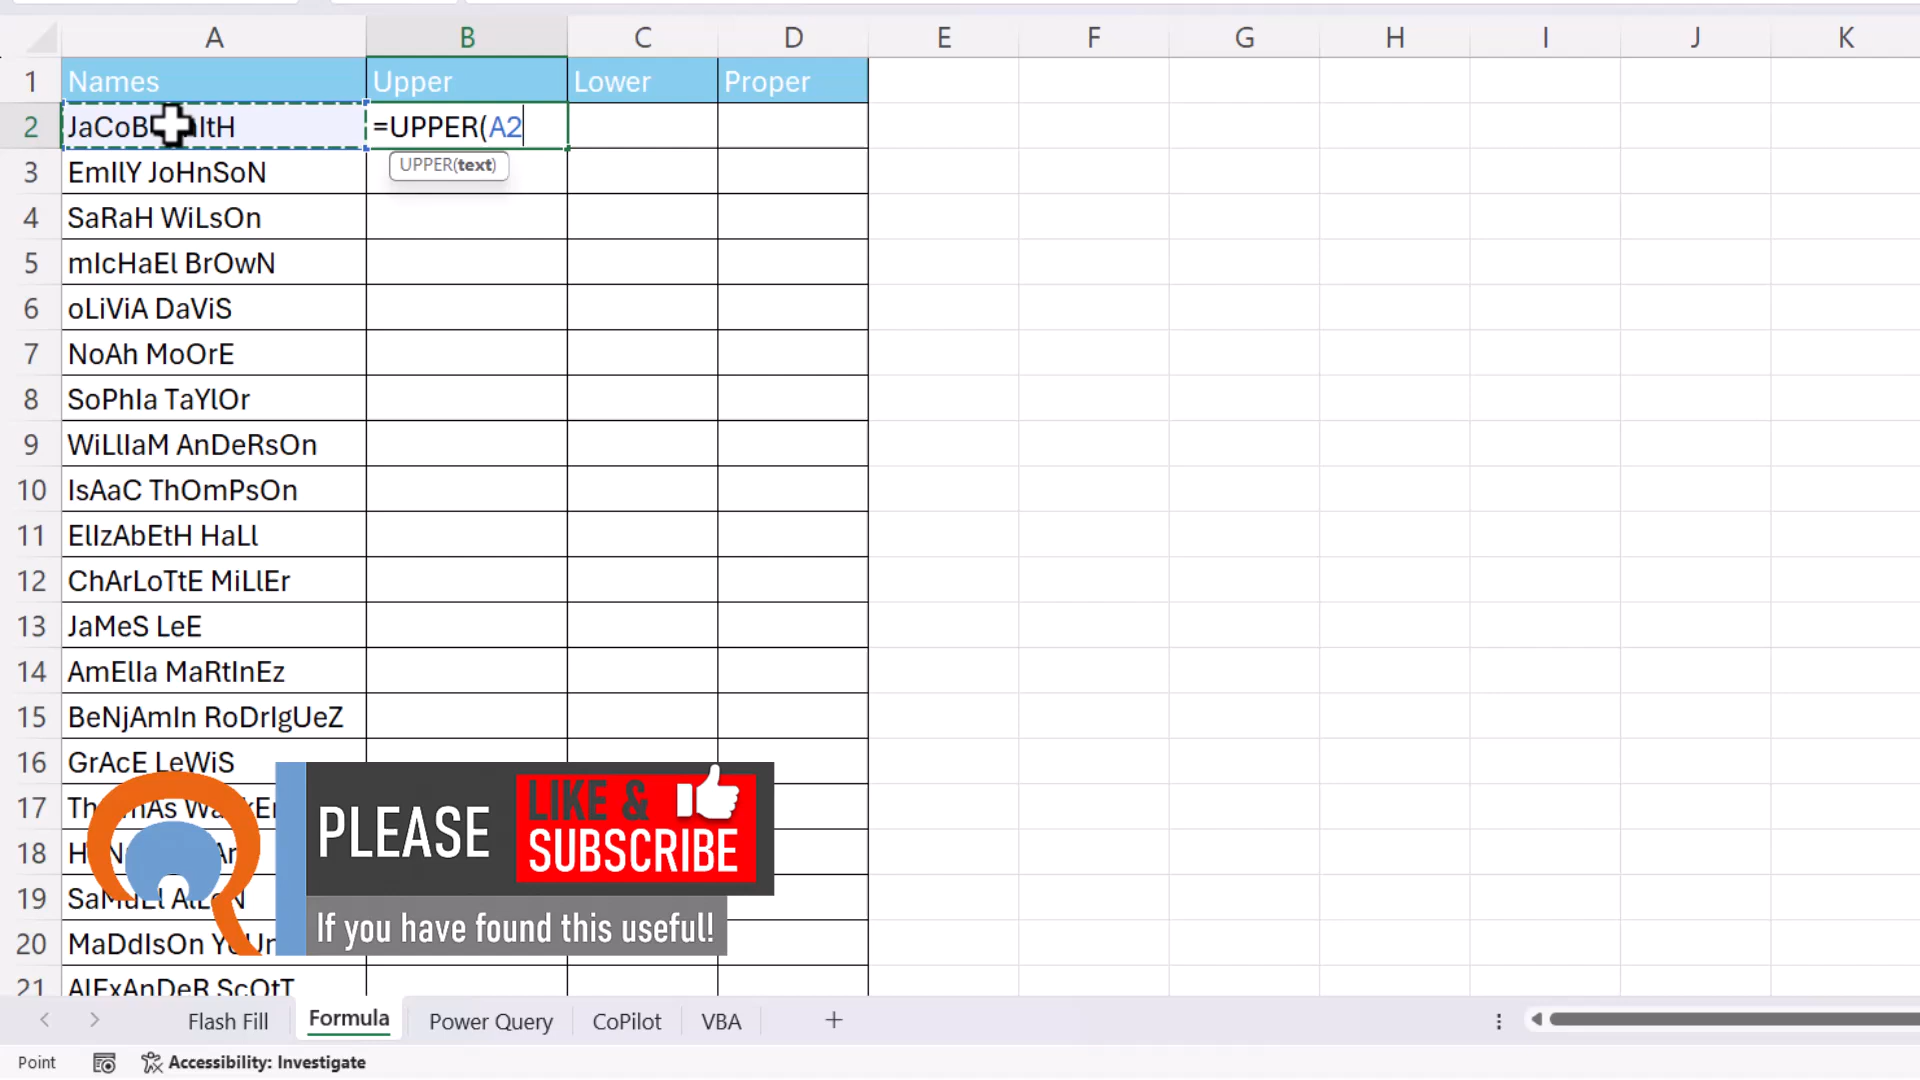 A B C D E F G H I J K
1 Names Upper Lower Proper
2 =UPPER(A2
UPPER(text)
3 EmIlY JoHnSoN
4 SaRaH WiLsOn
5 mIcHaEl BrOwN
6 oLiViA DaViS
7 NoAh MoOrE
8 SoPhIa TaYlOr
9 WiLlIaM AnDeRsOn
10 IsAaC ThOmPsOn
11 ElIzAbEtH HaLl
12 ChArLoTtE MiLlEr
13 JaMeS LeE
14 AmElIa MaRtInEz
15 BeNjAmIn RoDrIgUeZ
16 GrAcE LeWiS
17
18
19 SaMuEl
20 MaDdIsOn
21 AlExAnDeR ScOtT
PLEASE LIKE & SUBSCRIBE
If you have found this useful!
Flash Fill Formula Power Query CoPilot VBA +
Point Accessibility: Investigate